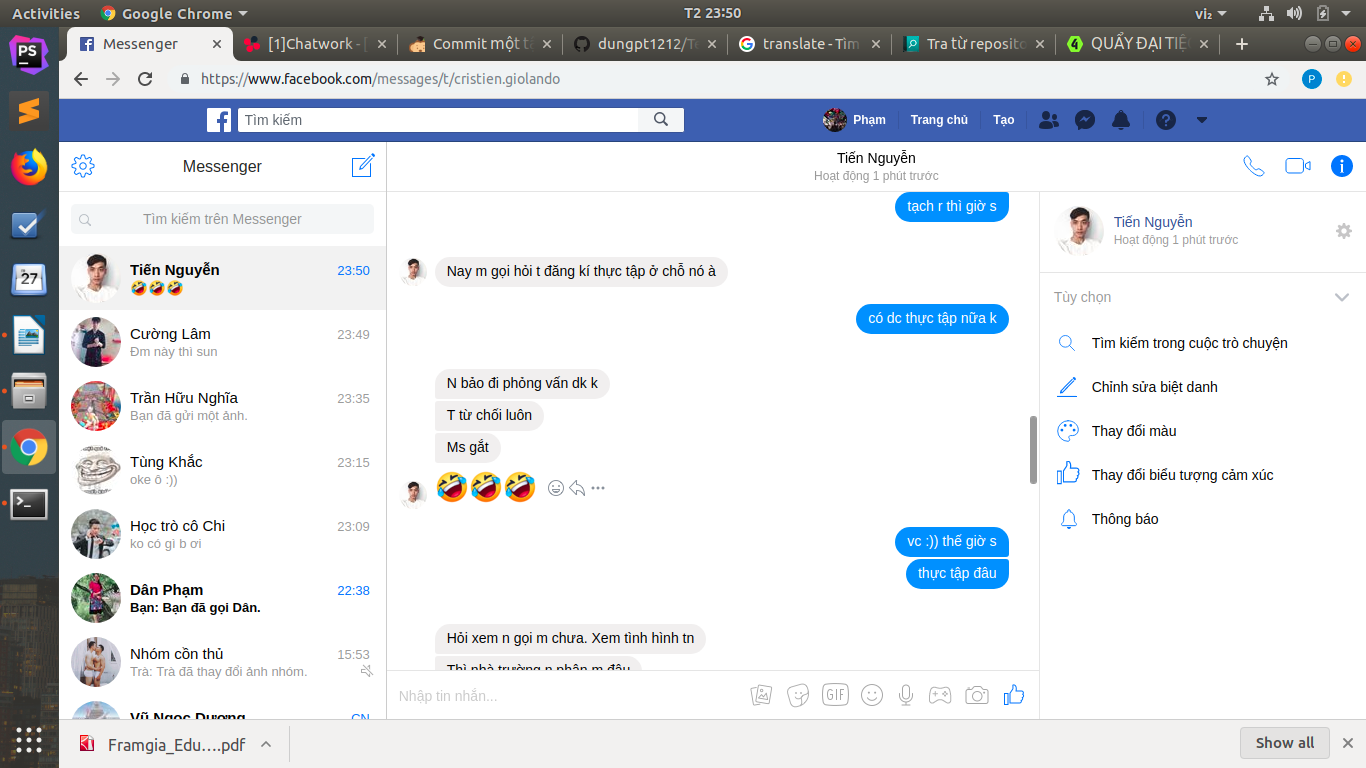 Activities
Google Chrome
T2 23:50
vi₂
PS
Messenger
[1]Chatwork - [
Commit một tá
dungpt1212/Te
translate - Tìm
Tra từ reposito
QUẨY ĐẠI TIỆ
https://www.facebook.com/messages/t/cristien.giolando
P
Tìm kiếm
Phạm
Trang chủ
Tạo
Messenger
Tìm kiếm trên Messenger
Tiến Nguyễn
23:50
🤣🤣🤣
Cường Lâm
23:49
Đm này thì sun
Trần Hữu Nghĩa
23:35
Bạn đã gửi một ảnh.
Tùng Khắc
23:15
oke ô :))
Học trò cô Chi
23:09
ko có gì b ơi
Dân Phạm
22:38
Bạn: Bạn đã gọi Dân.
Nhóm cồn thủ
15:53
Trà: Trà đã thay đổi ảnh nhóm.
Vũ Ngọc Dương
CN
Tiến Nguyễn
Hoạt động 1 phút trước
tạch r thì giờ s
Nay m gọi hỏi t đăng kí thực tập ở chỗ nó à
có dc thực tập nữa k
N bảo đi phỏng vấn dk k
T từ chối luôn
Ms gắt
🤣🤣🤣
vc :)) thế giờ s
thực tập đâu
Hỏi xem n gọi m chưa. Xem tình hình tn
Thì nhà trường n phân m đâu
Nhập tin nhắn...
GIF
Tiến Nguyễn
Hoạt động 1 phút trước
Tùy chọn
Tìm kiếm trong cuộc trò chuyện
Chỉnh sửa biệt danh
Thay đổi màu
Thay đổi biểu tượng cảm xúc
Thông báo
27
Framgia_Edu….pdf
Show all